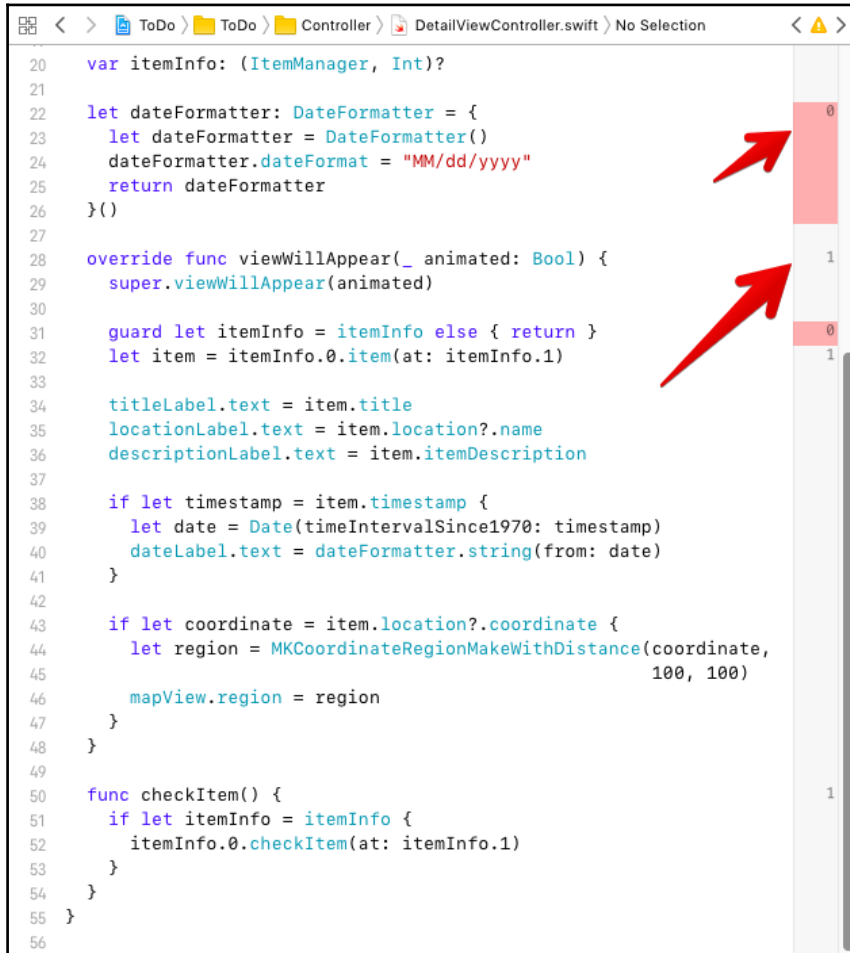 ToDo ToDo Controller DetailViewController.swift No Selection
20 var itemInfo: (ItemManager, Int)?
21
22 let dateFormatter: DateFormatter = { 0
23 let dateFormatter = DateFormatter()
24 dateFormatter.dateFormat = "MM/dd/yyyy"
25 return dateFormatter
26 }()
27
28 override func viewWillAppear(_ animated: Bool) { 1
29 super.viewWillAppear(animated)
30
31 guard let itemInfo = itemInfo else { return } 0
32 let item = itemInfo.0.item(at: itemInfo.1) 1
33
34 titleLabel.text = item.title
35 locationLabel.text = item.location?.name
36 descriptionLabel.text = item.itemDescription
37
38 if let timestamp = item.timestamp {
39 let date = Date(timeIntervalSince1970: timestamp)
40 dateLabel.text = dateFormatter.string(from: date)
41 }
42
43 if let coordinate = item.location?.coordinate {
44 let region = MKCoordinateRegionMakeWithDistance(coordinate,
45 100, 100)
46 mapView.region = region
47 }
48 }
49
50 func checkItem() { 1
51 if let itemInfo = itemInfo {
52 itemInfo.0.checkItem(at: itemInfo.1)
53 }
54 }
55 }
56